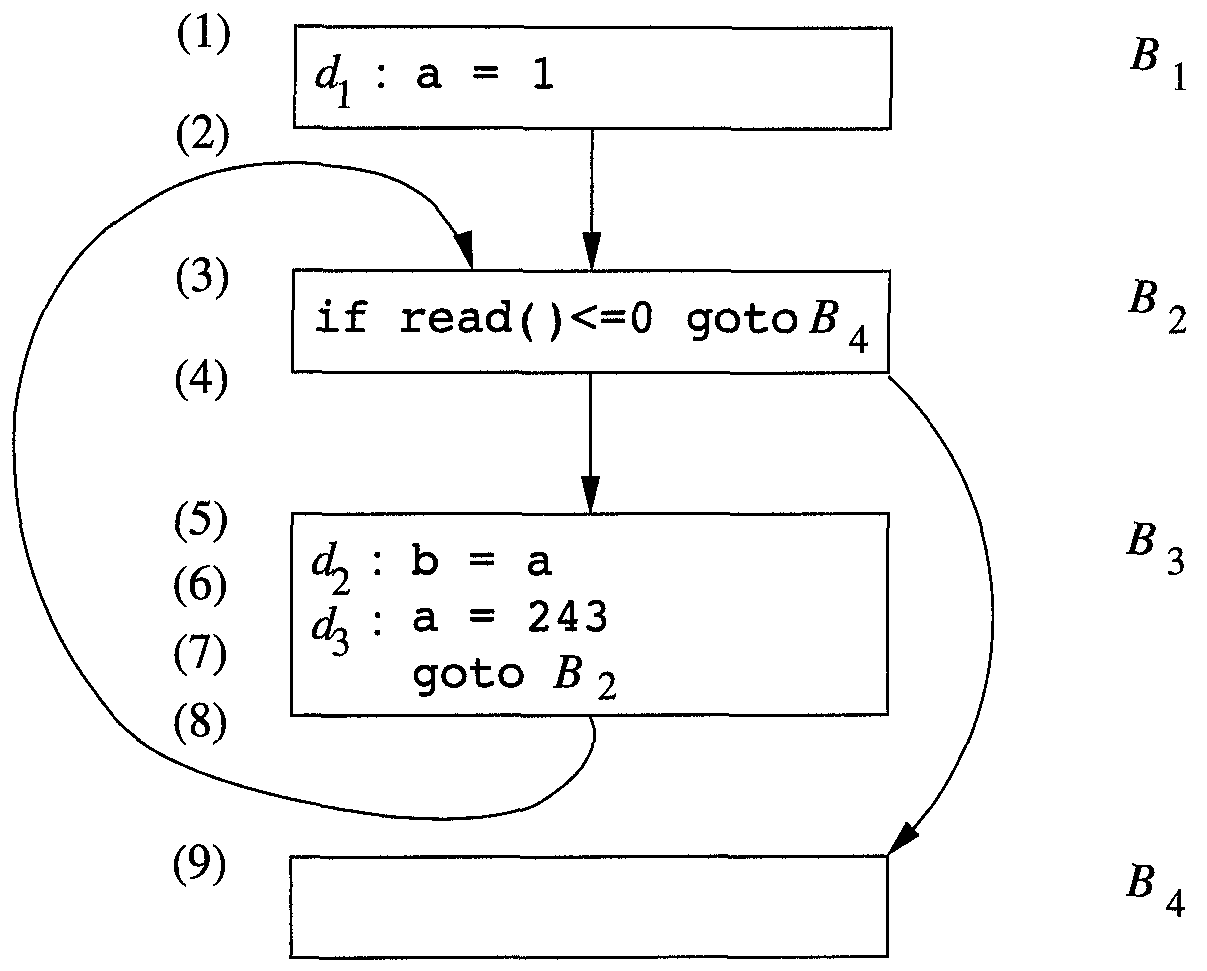 (1)
d1 : a = 1
B1
(2)
(3)
if read()<=0 goto B4
B2
(4)
(5)
d2 : b = a
B3
(6)
d3 : a = 243
(7)
goto B2
(8)
(9)
B4